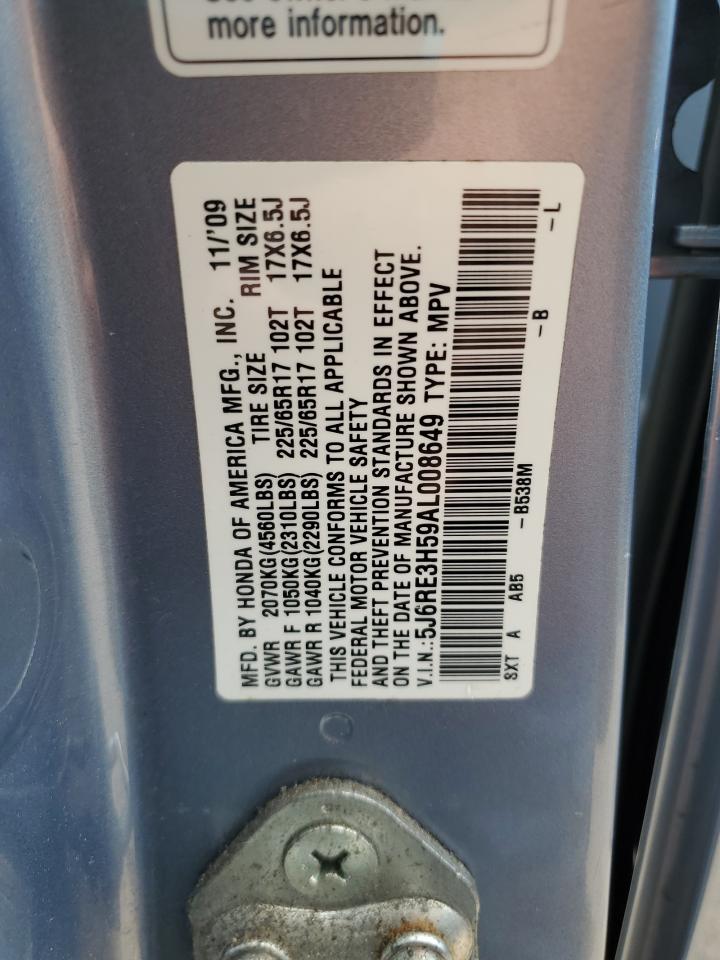 more information.
MFD. BY HONDA OF AMERICA MFG., INC. 11/'09
GVWR 2070KG(4560LBS) TIRE SIZE RIM SIZE
GAWR F 1050KG(2310LBS) 225/65R17 102T 17X6.5J
GAWR R 1040KG(2290LBS) 225/65R17 102T 17X6.5J
THIS VEHICLE CONFORMS TO ALL APPLICABLE
FEDERAL MOTOR VEHICLE SAFETY
AND THEFT PREVENTION STANDARDS IN EFFECT
ON THE DATE OF MANUFACTURE SHOWN ABOVE.
V.I.N.:5J6RE3H59AL008649 TYPE: MPV
SXT A AB5 -B538M -B -L